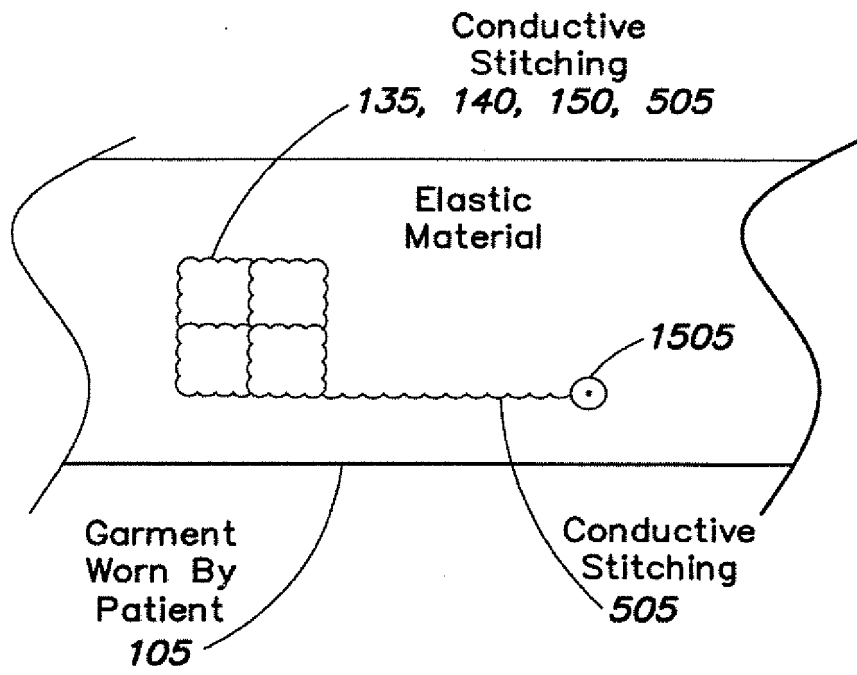 Conductive
Stitching
135, 140, 150, 505
Elastic
Material
1505
Garment
Worn By
Patient
105
Conductive
Stitching
505